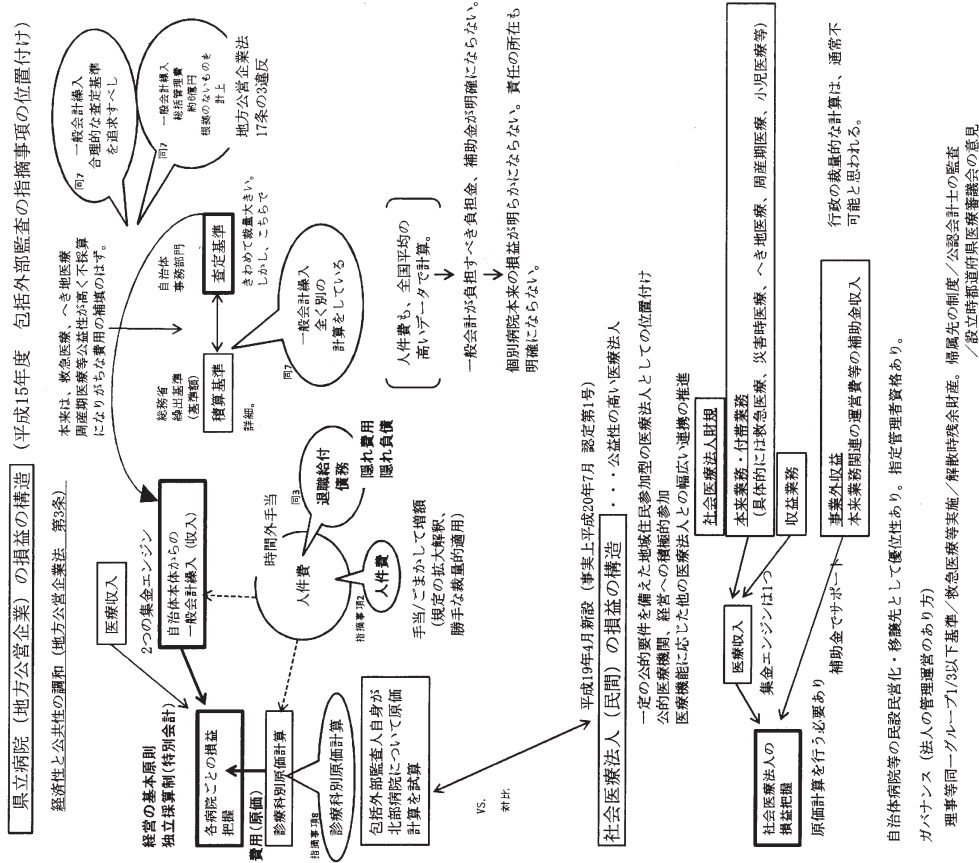 県立病院（地方公営企業）の損益の構造
（平成15年度　包括外部監査の指摘事項の位置付け）
経済性と公共性の調和（地方公営企業法　第3条）
経営の基本原則
独立採算制(特別会計)
各病院ごとの損益
把握
費用(原価)
診療科別原価計算
指摘事項8
診療科別原価計算
包括外部監査人自身が
北部病院について原価
計算を試算
医療収入
2つの集金エンジン
自治体本体からの
一般会計繰入（収入）
時間外手当
人件費
同3
退職給付
債務
隠れ費用
隠れ負債
指摘事項2
人件費
手当/ごまかして増額
（規定の拡大解釈、
勝手な裁量的適用）
本来は、救急医療、へき地医療
周産期医療等公益性が高く不採算
になりがちな費用の補填のはず。
総務省
繰出基準
(基準額)
積算基準
詳細。
自治体
事務部門
査定基準
きわめて裁量大きい。
しかし、こちらで
同7
一般会計繰入
全く別の
計算をしている
同7
一般会計繰入
合理的な査定基準
を追求すべし
同7
一般会計繰入
総括管理費
約6億円
根拠のないものを
計上
地方公営企業法
17条の3違反
人件費も、全国平均の
高いデータで計算。
一般会計が負担すべき負担金、補助金が明確にならない。
個別病院本来の損益が明らかにならない。責任の所在も
明確にならない。
vs.
対比
平成19年4月新設（事実上平成20年7月　認定第1号）
社会医療法人（民間）の損益の構造
・・・・公益性の高い医療法人
一定の公的要件を備えた地域住民参加型の医療法人としての位置付け
公的医療機関、経営への積極的参加
医療機能に応じた他の医療法人との幅広い連携の推進
社会医療法人財規
本来業務・付帯業務
（具体的には救急医療、災害時医療、へき地医療、周産期医療、小児医療等）
収益業務
医療収入
集金エンジンは1つ
社会医療法人の
損益把握
原価計算を行う必要あり
補助金でサポート
事業外収益
本来業務関連の運営費等の補助金収入
行政の裁量的な計算は、通常不
可能と思われる。
自治体病院等の民設民営化・移譲先として優位性あり。指定管理者資格あり。
ガバナンス（法人の管理運営のあり方）
理事等同一グループ1/3以下基準／救急医療等実施／解散時残余財産。帰属先の制度／公認会計士の監査
／設立時都道府県医療審議会の意見